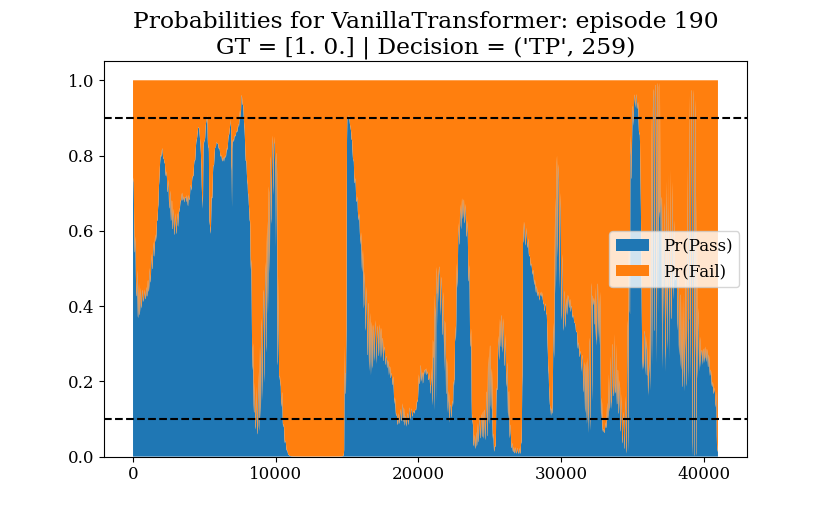 Probabilities for VanillaTransformer: episode 190
GT = [1. 0.] | Decision = ('TP', 259)
1.0
0.8
0.6
0.4
0.2
0.0
Pr(Pass)
Pr(Fail)
0
10000
20000
30000
40000